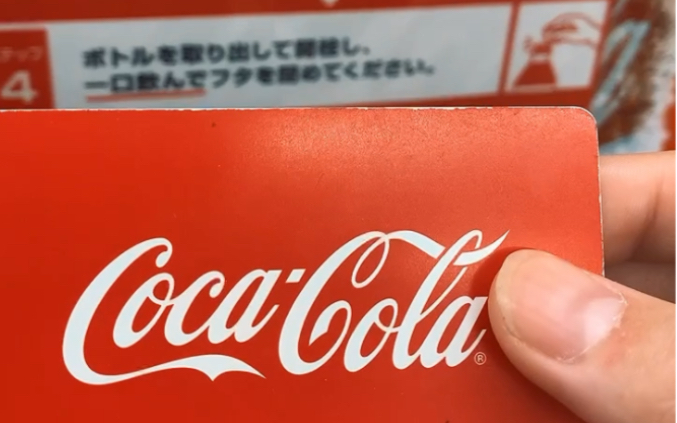 ステップ
4
ボトルを取り出して開栓し、
一口飲んでフタを閉めてください。
Coca-Cola®